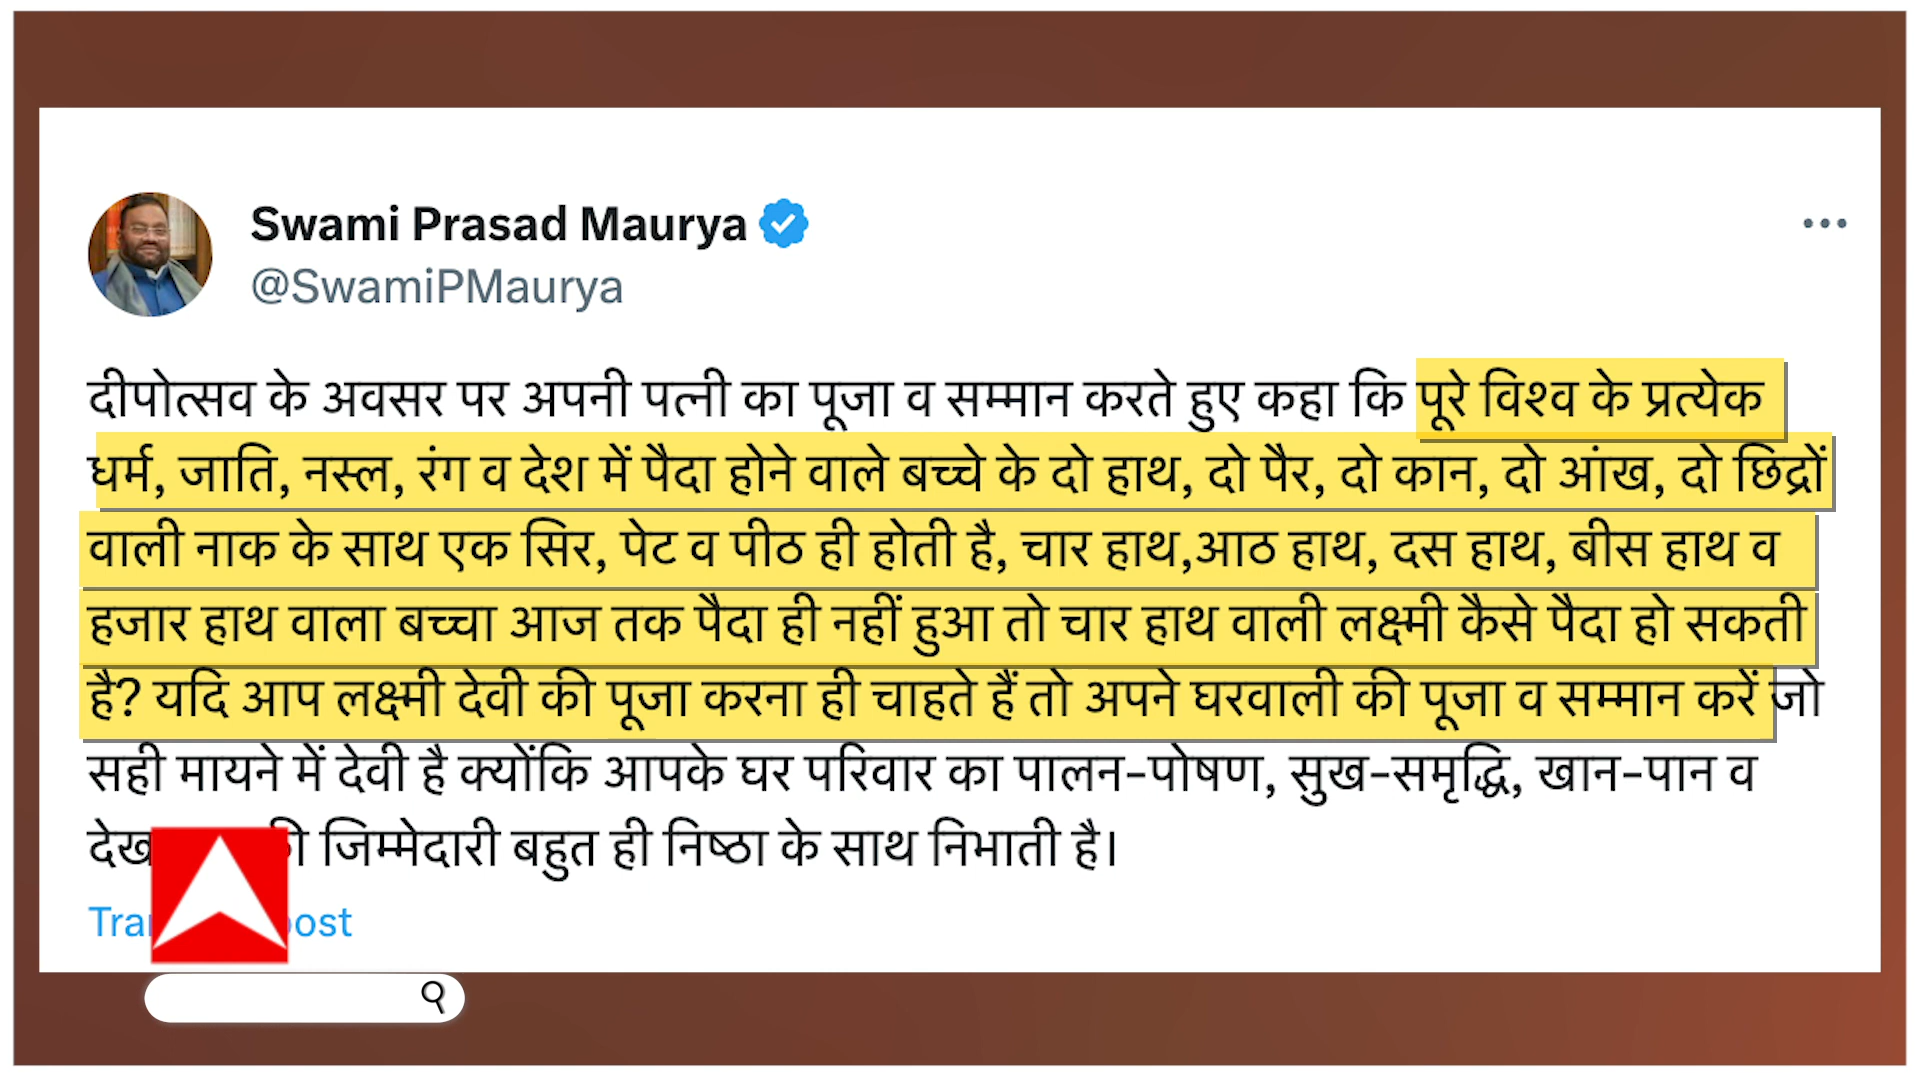 Swami Prasad Maurya
@SwamiPMaurya
दीपोत्सव के अवसर पर अपनी पत्नी का पूजा व सम्मान करते हुए कहा कि पूरे विश्व के प्रत्येक
धर्म, जाति, नस्ल, रंग व देश में पैदा होने वाले बच्चे के दो हाथ, दो पैर, दो कान, दो आंख, दो छिद्रों
वाली नाक के साथ एक सिर, पेट व पीठ ही होती है, चार हाथ,आठ हाथ, दस हाथ, बीस हाथ व
हजार हाथ वाला बच्चा आज तक पैदा ही नहीं हुआ तो चार हाथ वाली लक्ष्मी कैसे पैदा हो सकती
है? यदि आप लक्ष्मी देवी की पूजा करना ही चाहते हैं तो अपने घरवाली की पूजा व सम्मान करें जो
सही मायने में देवी है क्योंकि आपके घर परिवार का पालन-पोषण, सुख-समृद्धि, खान-पान व
जिम्मेदारी बहुत ही निष्ठा के साथ निभाती है।